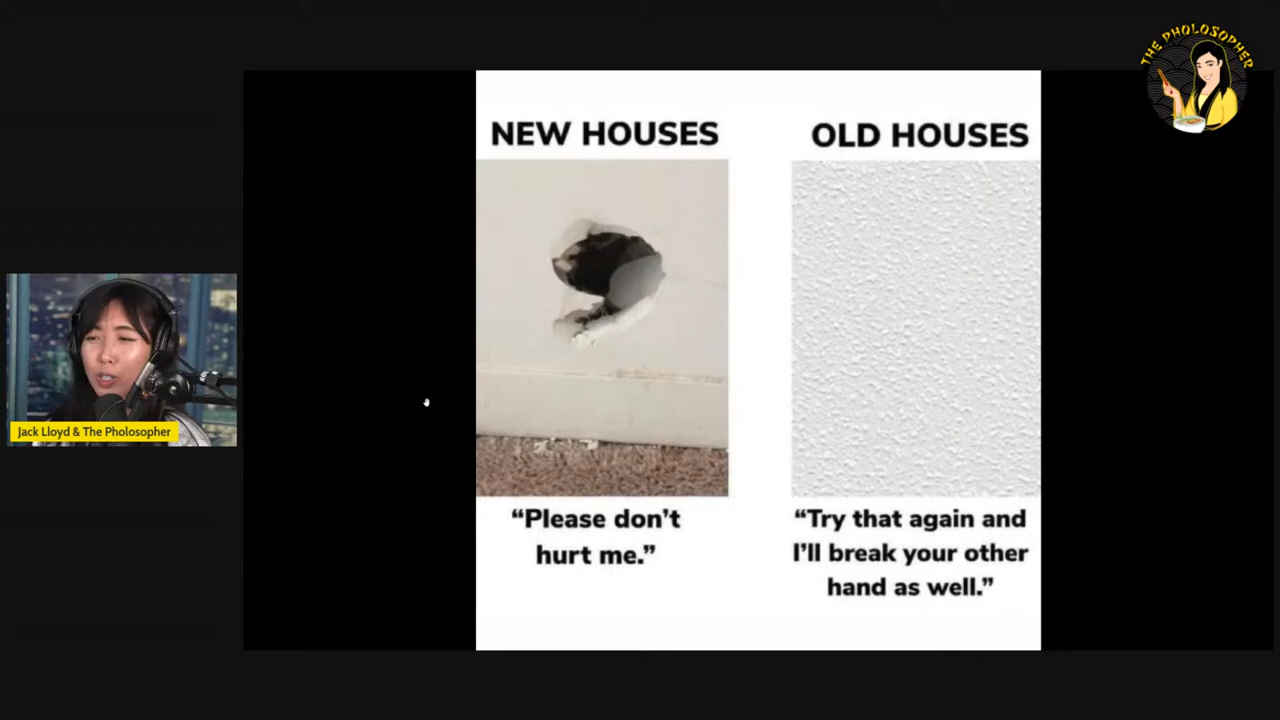 THE PHOLOSOPHER
NEW HOUSES
OLD HOUSES
“Please don’t
hurt me.”
“Try that again and
I’ll break your other
hand as well.”
Jack Lloyd & The Pholosopher